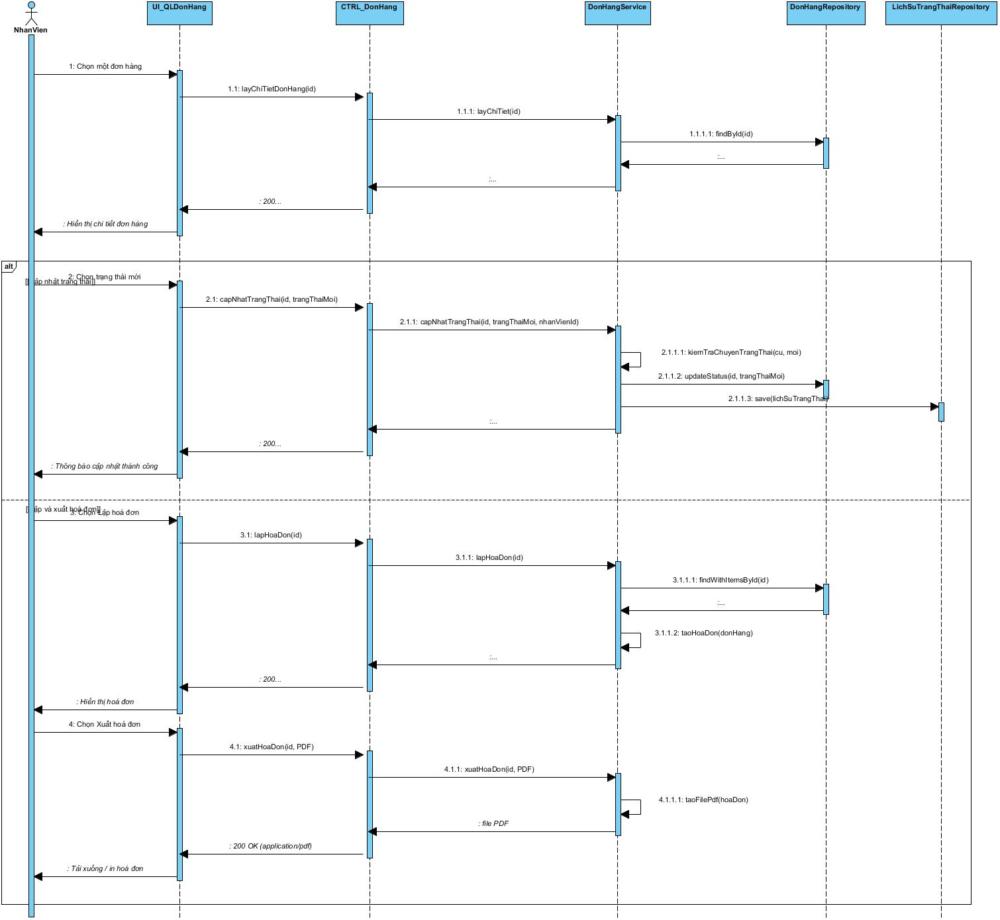 NhanVien
UI_QLDonHang
CTRL_DonHang
DonHangService
DonHangRepository
LichSuTrangThaiRepository
1: Chọn một đơn hàng
1.1: layChiTietDonHang(id)
1.1.1: layChiTiet(id)
1.1.1.1: findById(id)
:...
:...
: 200...
: Hiển thị chi tiết đơn hàng
alt
2: Chọn trạng thái mới
nhật trạng thái]]
2.1: capNhatTrangThai(id, trangThaiMoi)
2.1.1: capNhatTrangThai(id, trangThaiMoi, nhanVienId)
2.1.1.1: kiemTraChuyenTrangThai(cu, moi)
2.1.1.2: updateStatus(id, trangThaiMoi)
2.1.1.3: save(lichSuTrangThai)
:...
: 200...
: Thông báo cập nhật thành công
và xuất hoá đơn]]
3: Chọn Lập hoá đơn
3.1: lapHoaDon(id)
3.1.1: lapHoaDon(id)
3.1.1.1: findWithItemsById(id)
:...
3.1.1.2: taoHoaDon(donHang)
:...
: 200...
: Hiển thị hoá đơn
4: Chọn Xuất hoá đơn
4.1: xuatHoaDon(id, PDF)
4.1.1: xuatHoaDon(id, PDF)
4.1.1.1: taoFilePdf(hoaDon)
: file PDF
: 200 OK (application/pdf)
: Tải xuống / in hoá đơn